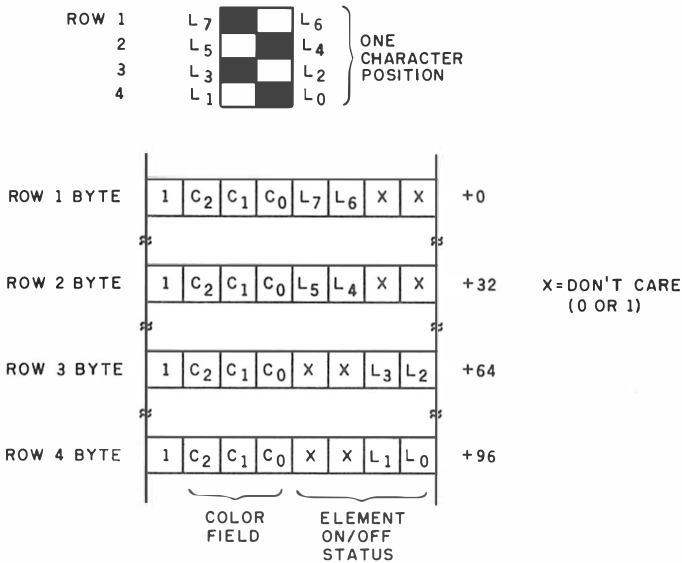 ROW 1 L7 L6
2 L5 L4
3 L3 L2
4 L1 L0
ONE
CHARACTER
POSITION
ROW 1 BYTE 1 C2 C1 C0 L7 L6 X X +0
ROW 2 BYTE 1 C2 C1 C0 L5 L4 X X +32
X=DON'T CARE
(0 OR 1)
ROW 3 BYTE 1 C2 C1 C0 X X L3 L2 +64
ROW 4 BYTE 1 C2 C1 C0 X X L1 L0 +96
COLOR
FIELD
ELEMENT
ON/OFF
STATUS